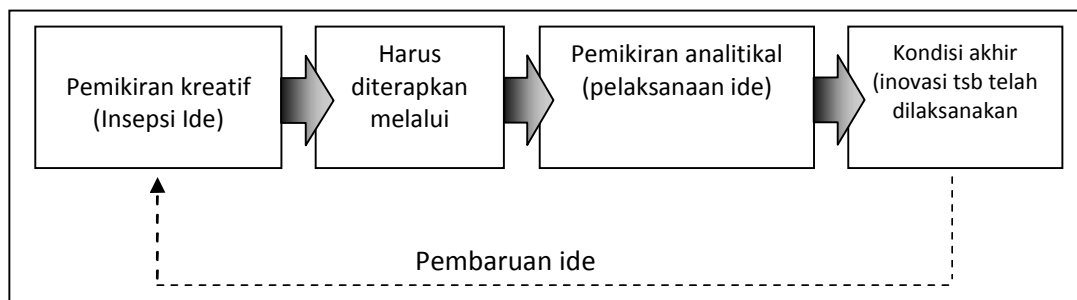 Pemikiran kreatif
(Insepsi Ide)
Harus
diterapkan
melalui
Pemikiran analitikal
(pelaksanaan ide)
Kondisi akhir
(inovasi tsb telah
dilaksanakan
Pembaruan ide